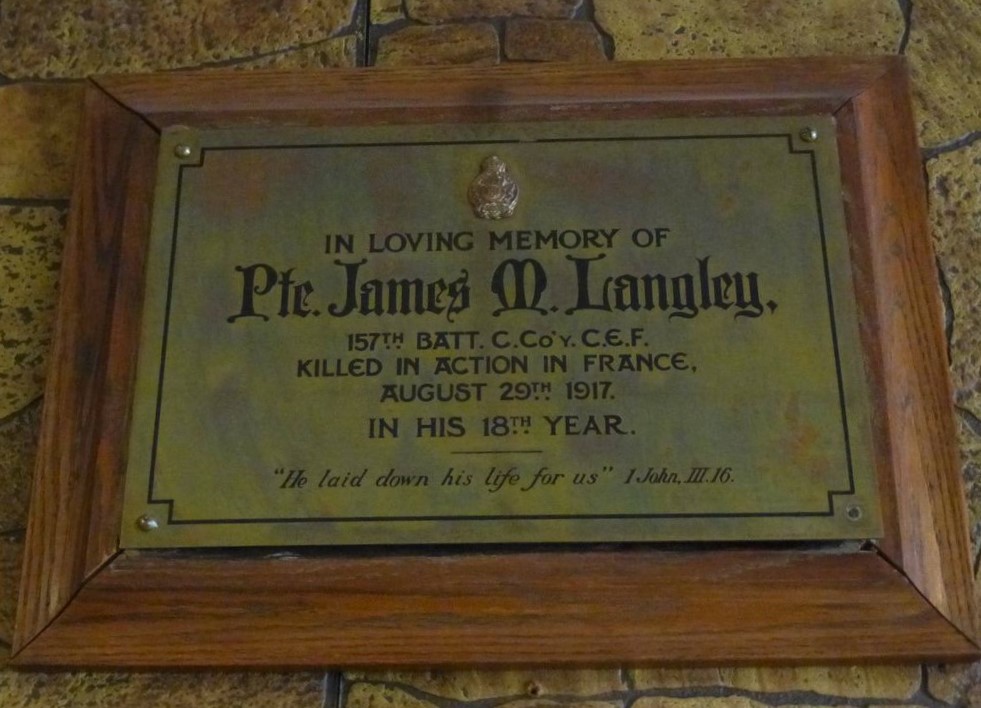 IN LOVING MEMORY OF
Pte. James M. Langley,
157TH BATT. C.Co'Y. C.E.F.
KILLED IN ACTION IN FRANCE,
AUGUST 29TH 1917.
IN HIS 18TH YEAR.
"He laid down his life for us" 1 John, III.16.